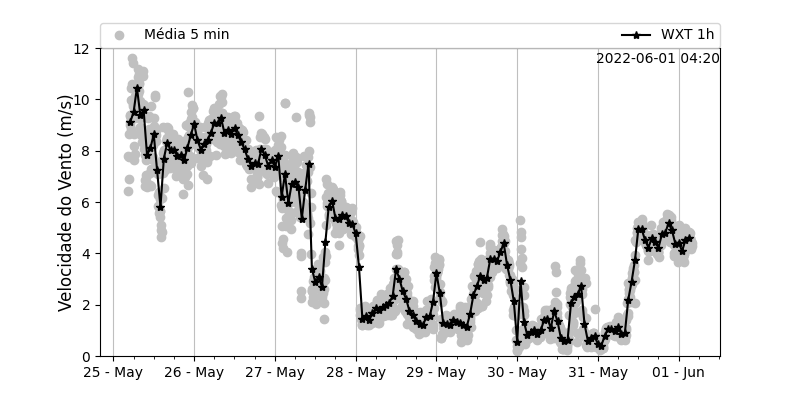 Média 5 min
WXT 1h
2022-06-01 04:20
Velocidade do Vento (m/s)
12
10
8
6
4
2
0
25 - May
26 - May
27 - May
28 - May
29 - May
30 - May
31 - May
01 - Jun